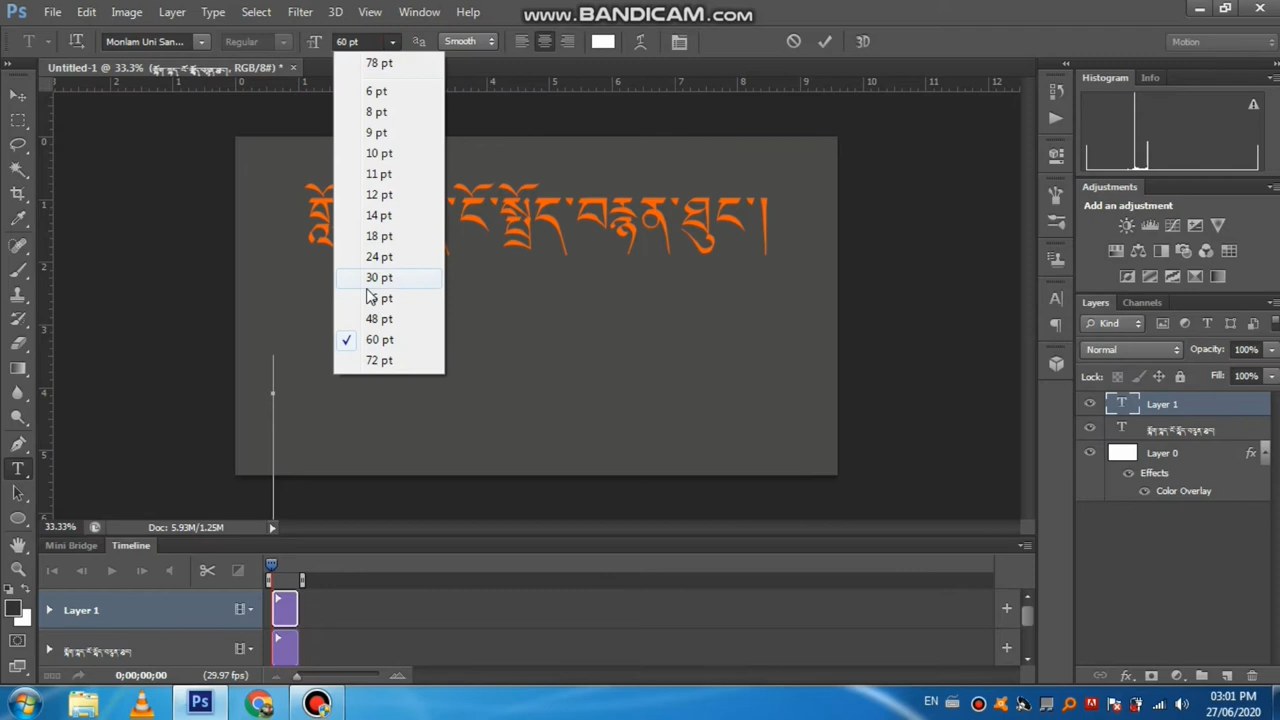 www.BANDICAM.com
Ps File Edit Image Layer Type Select Filter 3D View Window Help
Monlam Uni San... Regular 60 pt Smooth 3D Motion
Untitled-1 @ 33.3% ( , RGB/8#) *
78 pt
6 pt
8 pt
9 pt
10 pt
11 pt
12 pt
14 pt
18 pt
24 pt
30 pt
48 pt
60 pt
72 pt
ངོ་སྤྲོད་བརྙན་ཐུང་།
Histogram Info
Adjustments
Add an adjustment
Layers Channels
Kind
Normal Opacity: 100%
Lock: Fill: 100%
Layer 1
Layer 0 fx
Effects
Color Overlay
33.33% Doc: 5.93M/1.25M
Mini Bridge Timeline
Layer 1
0;00;00;00 (29.97 fps)
EN 03:01 PM
27/06/2020